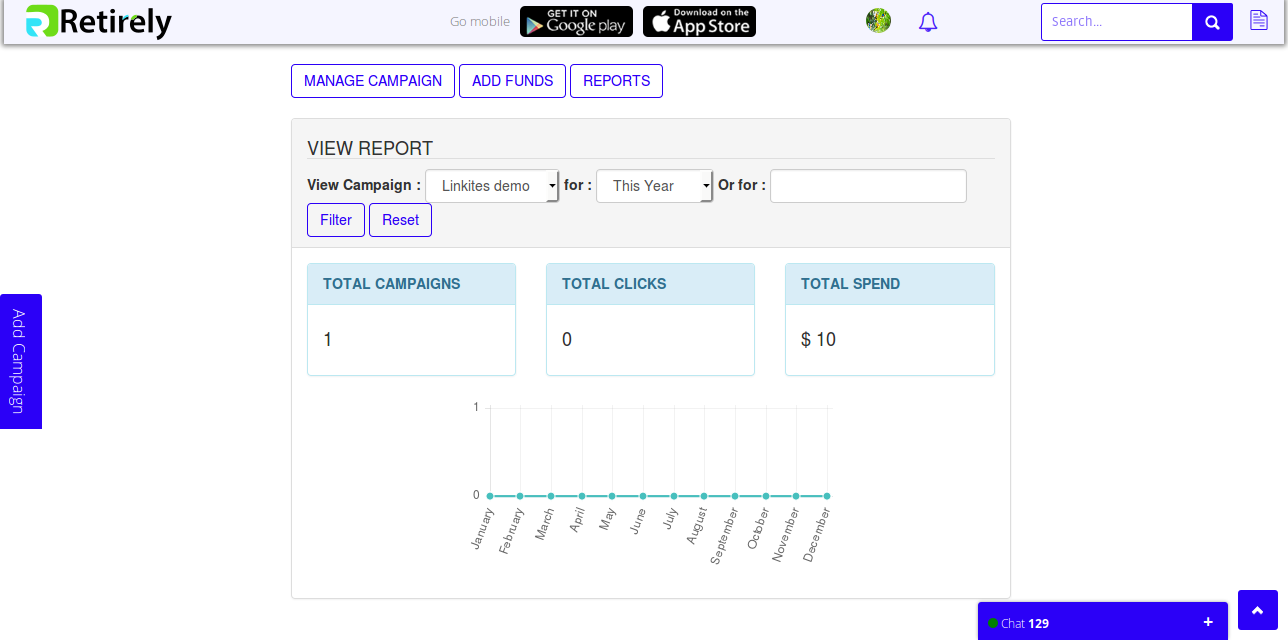 Retirely
Go mobile
GET IT ON
Google play
Download on the
App Store
Search...
MANAGE CAMPAIGN
ADD FUNDS
REPORTS
VIEW REPORT
View Campaign : Linkites demo for : This Year Or for :
Filter
Reset
TOTAL CAMPAIGNS
1
TOTAL CLICKS
0
TOTAL SPEND
$ 10
Add Campaign
1
0
January
February
March
April
May
June
July
August
September
October
November
December
Chat 129 +